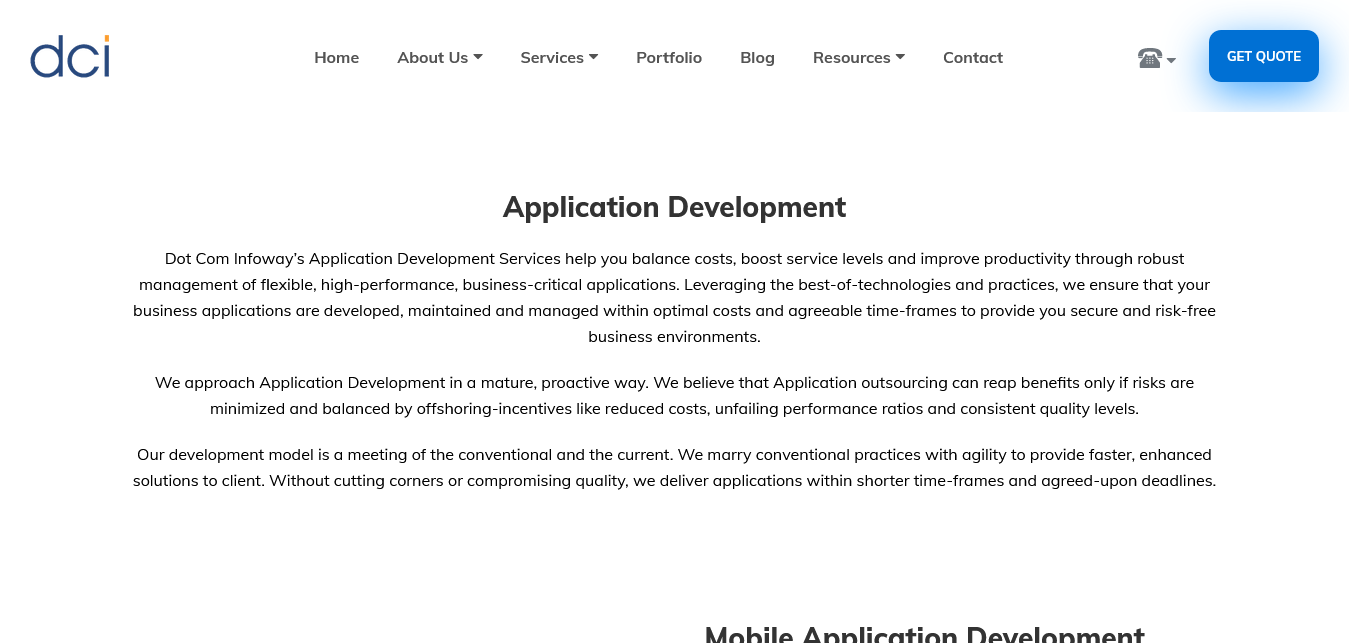 dci
Home About Us Services Portfolio Blog Resources Contact GET QUOTE
Application Development
Dot Com Infoway’s Application Development Services help you balance costs, boost service levels and improve productivity through robust
management of flexible, high-performance, business-critical applications. Leveraging the best-of-technologies and practices, we ensure that your
business applications are developed, maintained and managed within optimal costs and agreeable time-frames to provide you secure and risk-free
business environments.
We approach Application Development in a mature, proactive way. We believe that Application outsourcing can reap benefits only if risks are
minimized and balanced by offshoring-incentives like reduced costs, unfailing performance ratios and consistent quality levels.
Our development model is a meeting of the conventional and the current. We marry conventional practices with agility to provide faster, enhanced
solutions to client. Without cutting corners or compromising quality, we deliver applications within shorter time-frames and agreed-upon deadlines.
Mobile Application Development